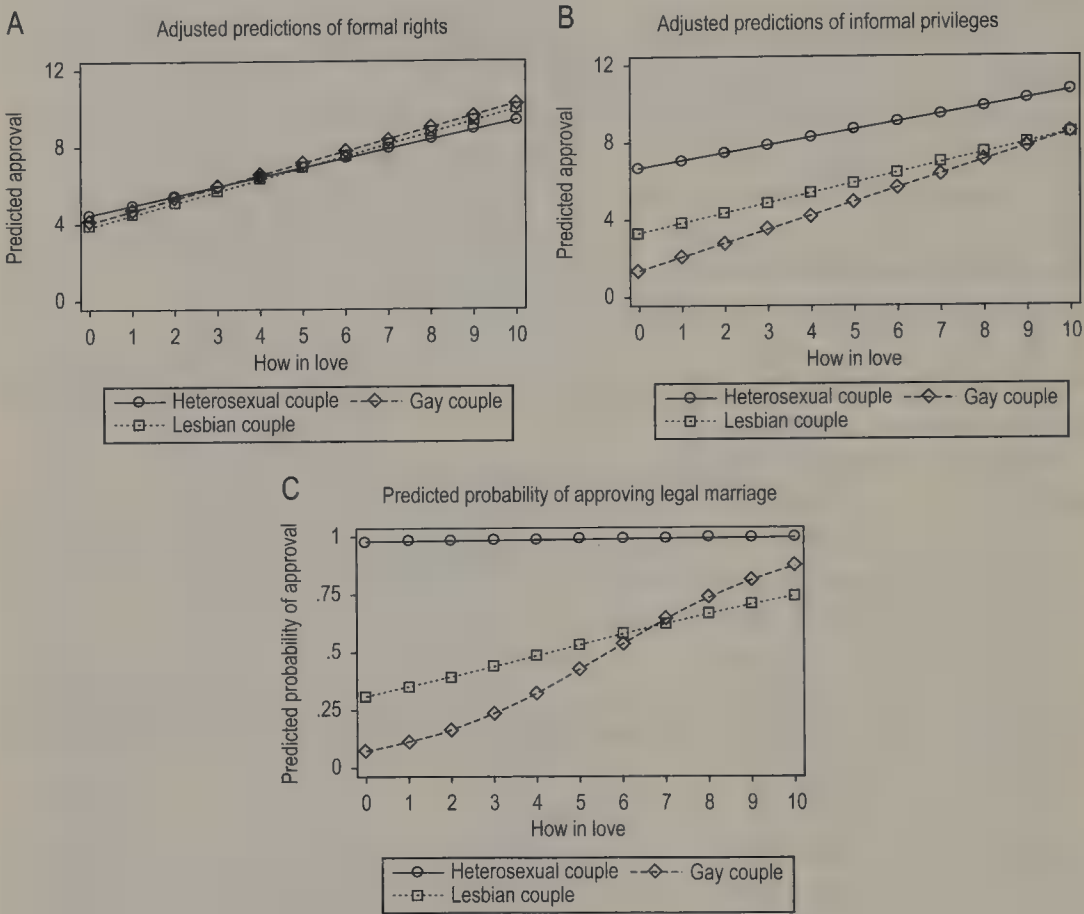 A
Adjusted predictions of formal rights
Predicted approval
12
8
4
0
0 1 2 3 4 5 6 7 8 9 10
How in love
Heterosexual couple
Gay couple
Lesbian couple
B
Adjusted predictions of informal privileges
Predicted approval
12
8
4
0
0 1 2 3 4 5 6 7 8 9 10
How in love
Heterosexual couple
Gay couple
Lesbian couple
C
Predicted probability of approving legal marriage
Predicted probability of approval
1
.75
.5
.25
0
0 1 2 3 4 5 6 7 8 9 10
How in love
Heterosexual couple
Gay couple
Lesbian couple